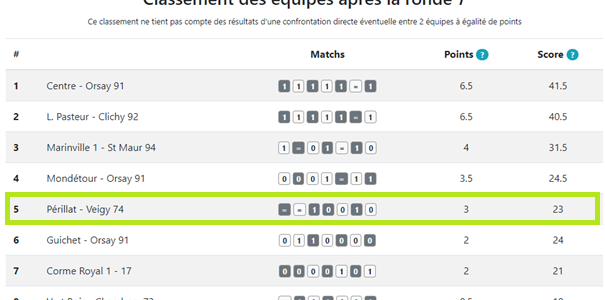 Classement des équipes après la ronde 7
Ce classement ne tient pas compte des résultats d'une confrontation directe éventuelle entre 2 équipes à égalité de points
# Matchs Points ? Score ?
1 Centre - Orsay 91 1 1 1 1 1 = 1 6.5 41.5
2 L. Pasteur - Clichy 92 1 1 1 1 1 = 1 6.5 40.5
3 Marinville 1 - St Maur 94 1 = 0 1 = 1 0 4 31.5
4 Mondétour - Orsay 91 0 0 0 1 = 1 1 3.5 24.5
5 Périllat - Veigy 74 = = 1 0 0 1 0 3 23
6 Guichet - Orsay 91 0 1 1 0 0 0 0 2 24
7 Corme Royal 1 - 17 0 0 0 0 1 0 1 2 21